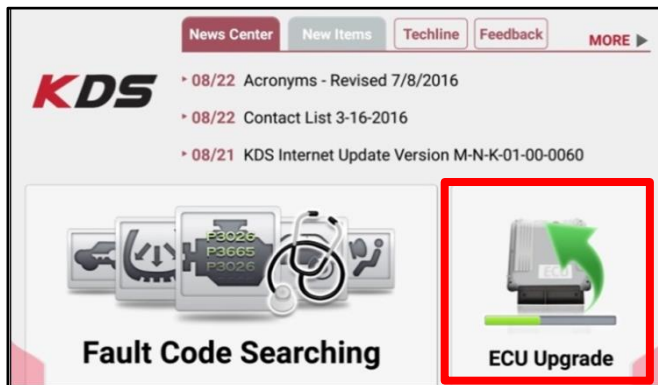 News Center New Items Techline Feedback MORE ▶
KDS
‣ 08/22 Acronyms - Revised 7/8/2016
‣ 08/22 Contact List 3-16-2016
‣ 08/21 KDS Internet Update Version M-N-K-01-00-0060
P3026
P3665
P3026
ECU
Fault Code Searching
ECU Upgrade